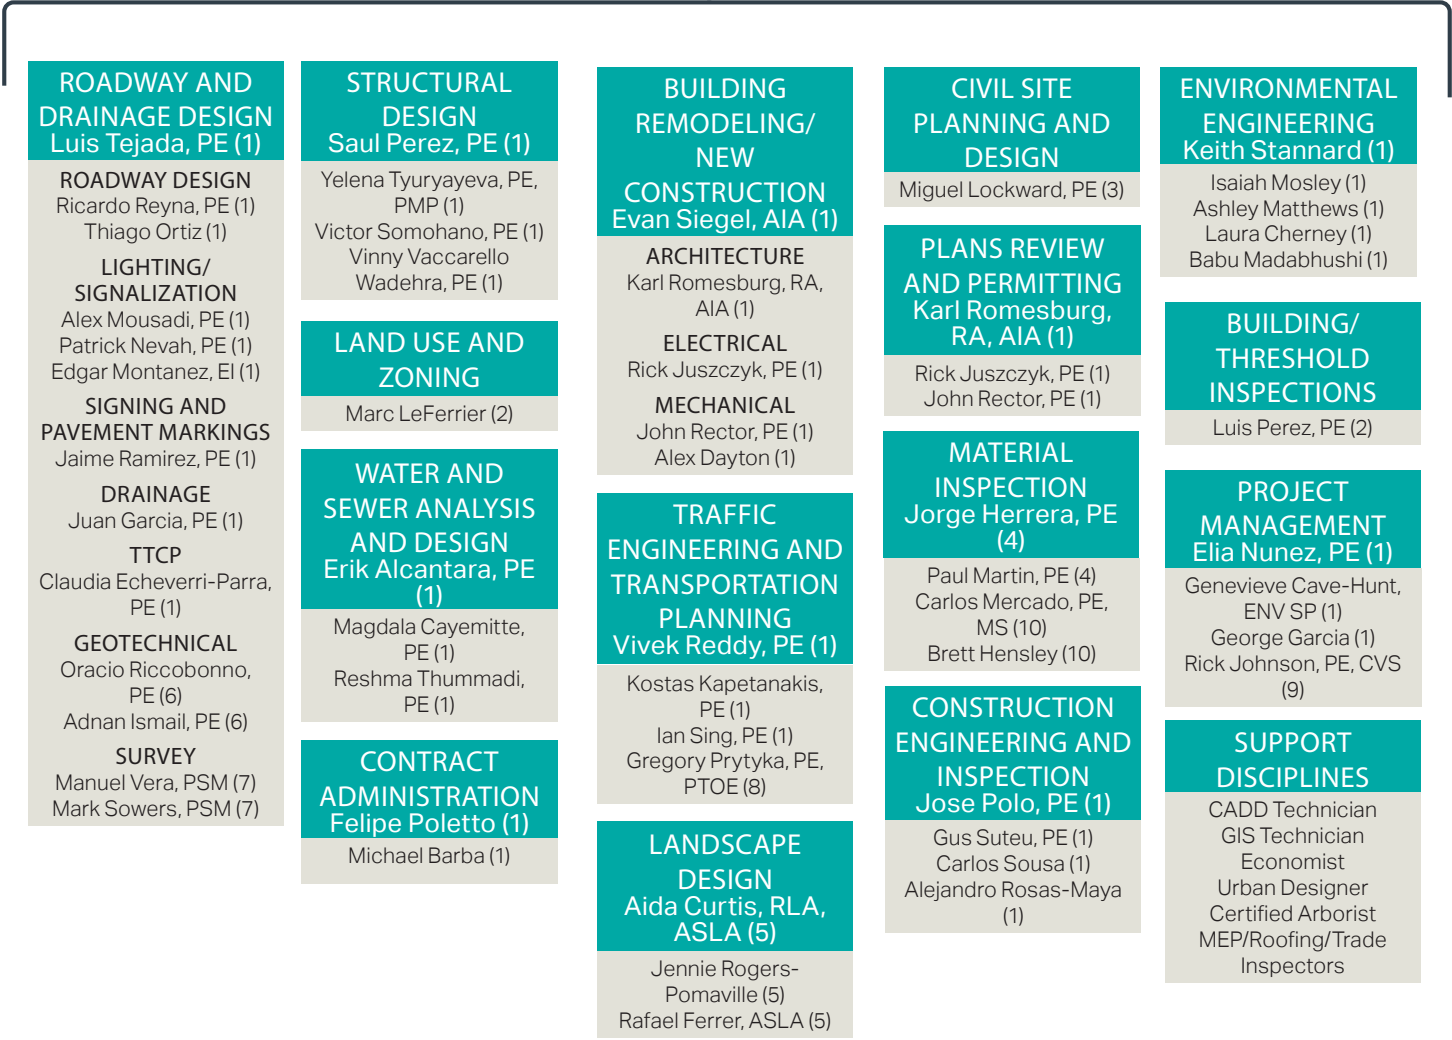 ROADWAY AND
DRAINAGE DESIGN
Luis Tejada, PE (1)
ROADWAY DESIGN
Ricardo Reyna, PE (1)
Thiago Ortiz (1)
LIGHTING/
SIGNALIZATION
Alex Mousadi, PE (1)
Patrick Nevah, PE (1)
Edgar Montanez, EI (1)
SIGNING AND
PAVEMENT MARKINGS
Jaime Ramirez, PE (1)
DRAINAGE
Juan Garcia, PE (1)
TTCP
Claudia Echeverri-Parra,
PE (1)
GEOTECHNICAL
Oracio Riccobonno,
PE (6)
Adnan Ismail, PE (6)
SURVEY
Manuel Vera, PSM (7)
Mark Sowers, PSM (7)
STRUCTURAL
DESIGN
Saul Perez, PE (1)
Yelena Tyuryayeva, PE,
PMP (1)
Victor Somohano, PE (1)
Vinny Vaccarello
Wadehra, PE (1)
LAND USE AND
ZONING
Marc LeFerrier (2)
WATER AND
SEWER ANALYSIS
AND DESIGN
Erik Alcantara, PE
(1)
Magdala Cayemitte,
PE (1)
Reshma Thummadi,
PE (1)
CONTRACT
ADMINISTRATION
Felipe Poletto (1)
Michael Barba (1)
BUILDING
REMODELING/
NEW
CONSTRUCTION
Evan Siegel, AIA (1)
ARCHITECTURE
Karl Romesburg, RA,
AIA (1)
ELECTRICAL
Rick Juszczyk, PE (1)
MECHANICAL
John Rector, PE (1)
Alex Dayton (1)
TRAFFIC
ENGINEERING AND
TRANSPORTATION
PLANNING
Vivek Reddy, PE (1)
Kostas Kapetanakis,
PE (1)
Ian Sing, PE (1)
Gregory Prytyka, PE,
PTOE (8)
LANDSCAPE
DESIGN
Aida Curtis, RLA,
ASLA (5)
Jennie Rogers-
Pomaville (5)
Rafael Ferrer, ASLA (5)
CIVIL SITE
PLANNING AND
DESIGN
Miguel Lockward, PE (3)
PLANS REVIEW
AND PERMITTING
Karl Romesburg,
RA, AIA (1)
Rick Juszczyk, PE (1)
John Rector, PE (1)
MATERIAL
INSPECTION
Jorge Herrera, PE
(4)
Paul Martin, PE (4)
Carlos Mercado, PE,
MS (10)
Brett Hensley (10)
CONSTRUCTION
ENGINEERING AND
INSPECTION
Jose Polo, PE (1)
Gus Suteu, PE (1)
Carlos Sousa (1)
Alejandro Rosas-Maya
(1)
ENVIRONMENTAL
ENGINEERING
Keith Stannard (1)
Isaiah Mosley (1)
Ashley Matthews (1)
Laura Cherney (1)
Babu Madabhushi (1)
BUILDING/
THRESHOLD
INSPECTIONS
Luis Perez, PE (2)
PROJECT
MANAGEMENT
Elia Nunez, PE (1)
Genevieve Cave-Hunt,
ENV SP (1)
George Garcia (1)
Rick Johnson, PE, CVS
(9)
SUPPORT
DISCIPLINES
CADD Technician
GIS Technician
Economist
Urban Designer
Certified Arborist
MEP/Roofing/Trade
Inspectors